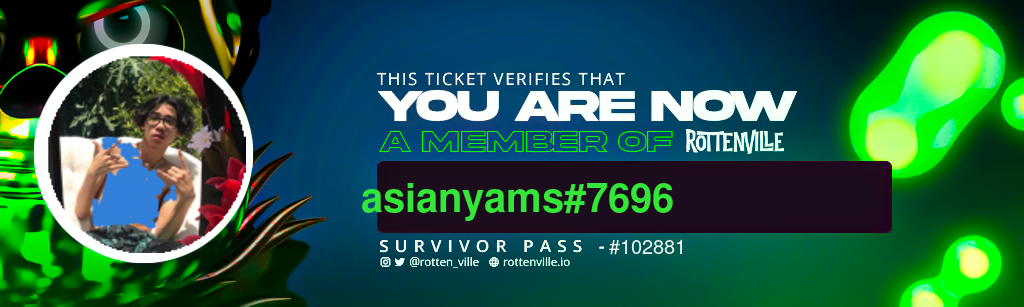 THIS TICKET VERIFIES THAT
YOU ARE NOW
A MEMBER OF ROTTENVILLE
asianyams#7696
SURVIVOR PASS - #102881
@rotten_ville rottenville.io